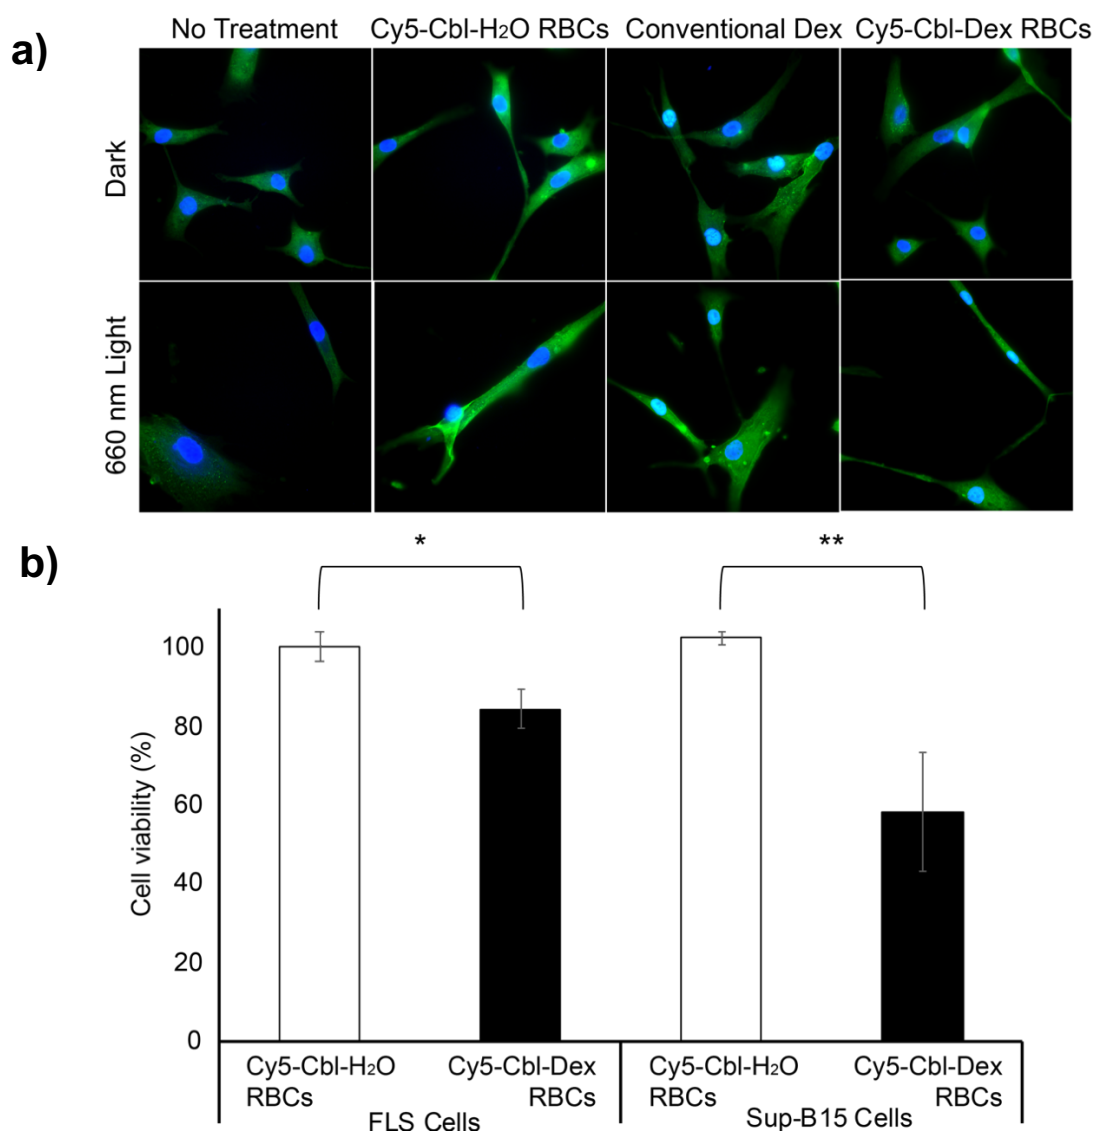 a)
No Treatment Cy5-Cbl-H₂O RBCs Conventional Dex Cy5-Cbl-Dex RBCs
Dark
660 nm Light
b)
* **
Cell viability (%)
100
80
60
40
20
0
Cy5-Cbl-H₂O Cy5-Cbl-Dex Cy5-Cbl-H₂O Cy5-Cbl-Dex
RBCs RBCs RBCs RBCs
FLS Cells Sup-B15 Cells